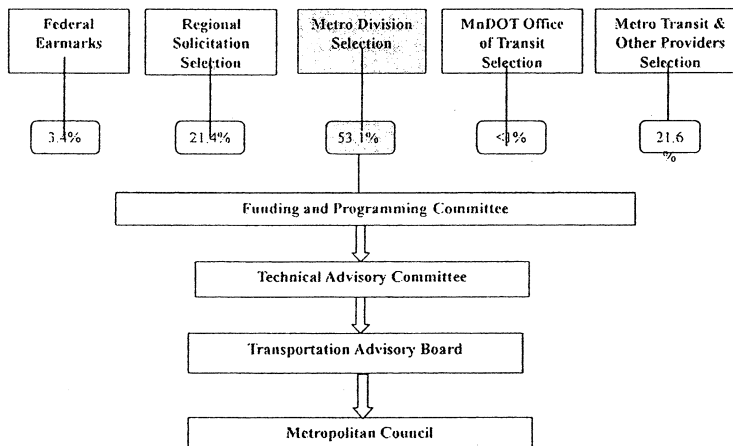 Federal
Earmarks
Regional
Solicitation
Selection
Metro Division
Selection
MnDOT Office
of Transit
Selection
Metro Transit &
Other Providers
Selection
3.4%
21.4%
53.1%
<1%
21.6
%
Funding and Programming Committee
Technical Advisory Committee
Transportation Advisory Board
Metropolitan Council